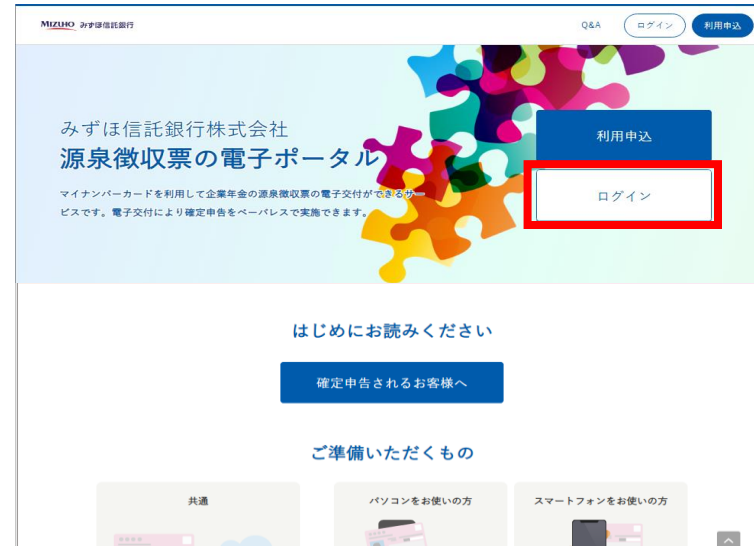 MIZUHO みずほ信託銀行
Q&A
ログイン
利用申込
みずほ信託銀行株式会社
源泉徴収票の電子ポータル
マイナンバーカードを利用して企業年金の源泉徴収票の電子交付ができるサー
ビスです。電子交付により確定申告をペーパレスで実施できます。
利用申込
ログイン
はじめにお読みください
確定申告されるお客様へ
ご準備いただくもの
共通
パソコンをお使いの方
スマートフォンをお使いの方